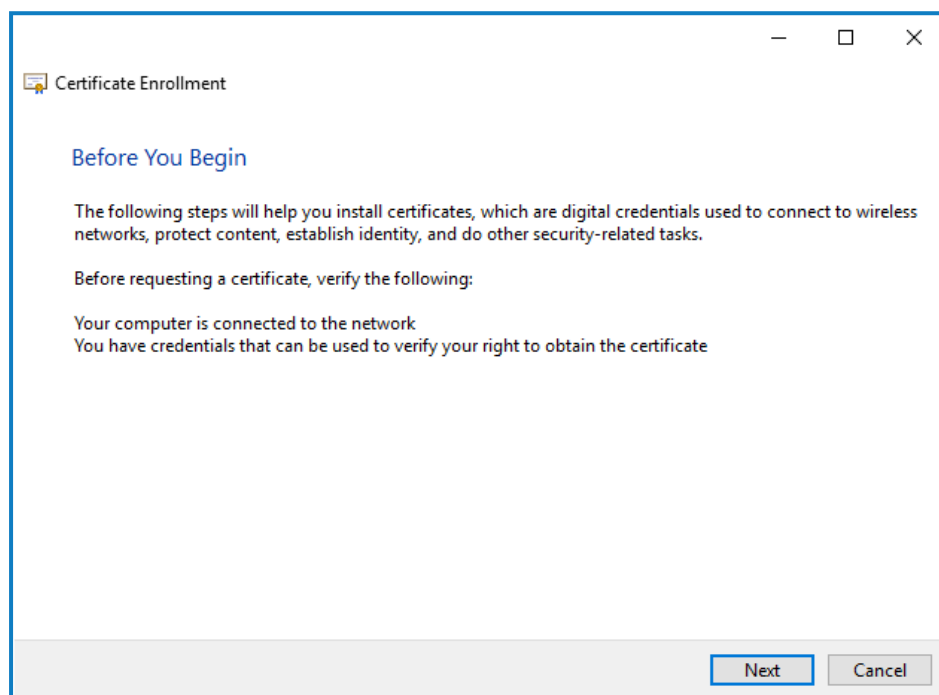 Certificate Enrollment
Before You Begin
The following steps will help you install certificates, which are digital credentials used to connect to wireless
networks, protect content, establish identity, and do other security-related tasks.
Before requesting a certificate, verify the following:
Your computer is connected to the network
You have credentials that can be used to verify your right to obtain the certificate
Next Cancel